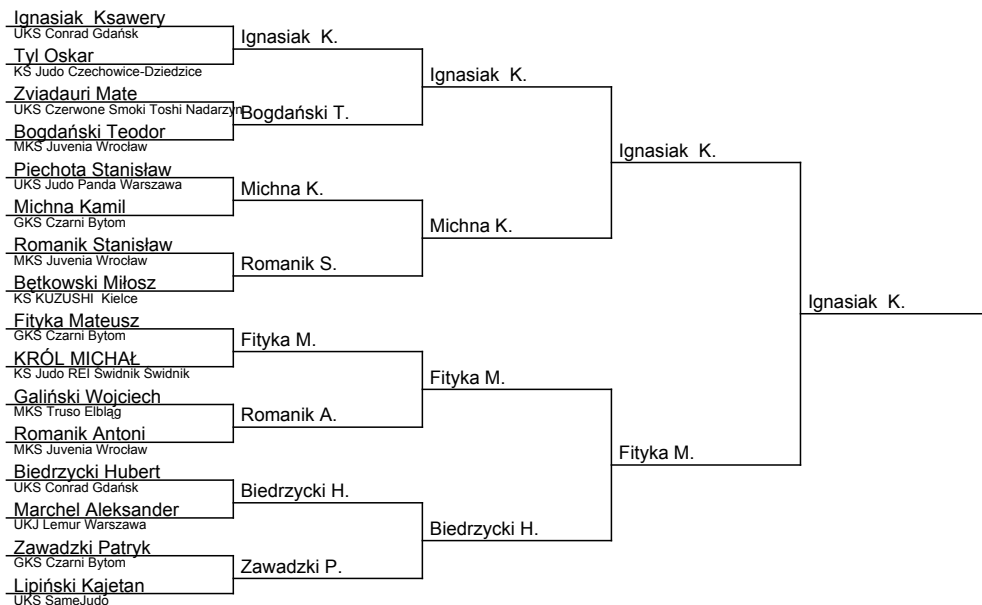 Ignasiak  Ksawery
UKS Conrad Gdańsk
Tyl Oskar
KS Judo Czechowice-Dziedzice
Zviadauri Mate
UKS Czerwone Smoki Toshi Nadarzyn
Bogdański Teodor
MKS Juvenia Wrocław
Piechota Stanisław
UKS Judo Panda Warszawa
Michna Kamil
GKS Czarni Bytom
Romanik Stanisław
MKS Juvenia Wrocław
Bętkowski Miłosz
KS KUZUSHI  Kielce
Fityka Mateusz
GKS Czarni Bytom
KRÓL MICHAŁ
KS Judo REI Świdnik Świdnik
Galiński Wojciech
MKS Truso Elbląg
Romanik Antoni
MKS Juvenia Wrocław
Biedrzycki Hubert
UKS Conrad Gdańsk
Marchel Aleksander
UKJ Lemur Warszawa
Zawadzki Patryk
GKS Czarni Bytom
Lipiński Kajetan
UKS SameJudo
Ignasiak  K.
Bogdański T.
Michna K.
Romanik S.
Fityka M.
Romanik A.
Biedrzycki H.
Zawadzki P.
Ignasiak  K.
Michna K.
Fityka M.
Biedrzycki H.
Ignasiak  K.
Fityka M.
Ignasiak  K.